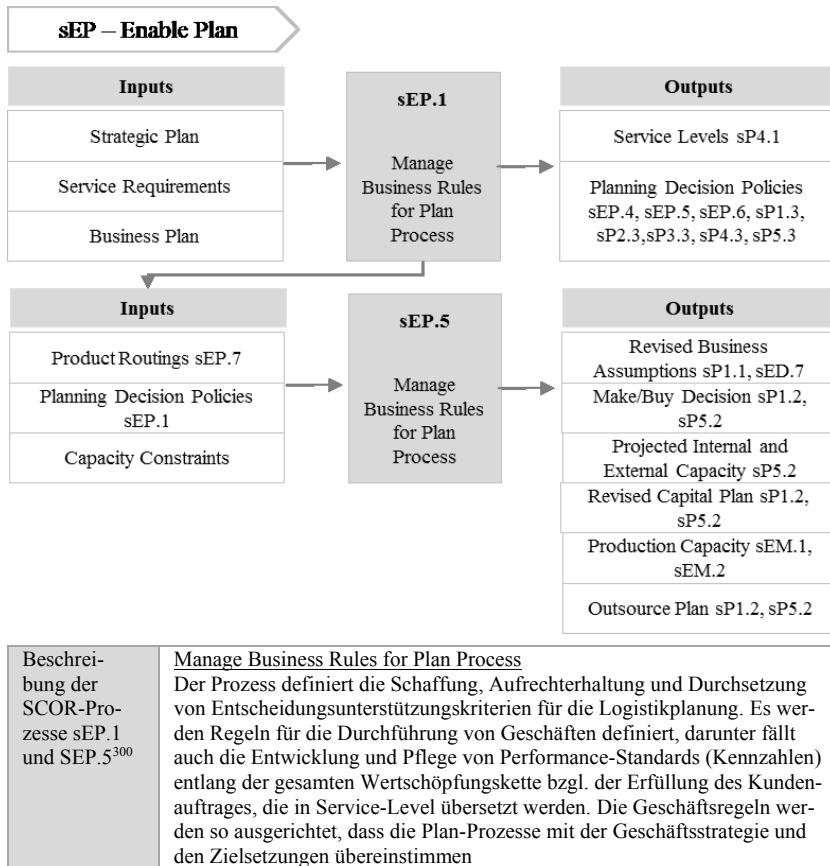 sEP – Enable Plan
Inputs
Strategic Plan
Service Requirements
Business Plan
sEP.1
Manage
Business Rules
for Plan
Process
Outputs
Service Levels sP4.1
Planning Decision Policies
sEP.4, sEP.5, sEP.6, sP1.3,
sP2.3,sP3.3, sP4.3, sP5.3
Inputs
Product Routings sEP.7
Planning Decision Policies
sEP.1
Capacity Constraints
sEP.5
Manage
Business Rules
for Plan
Process
Outputs
Revised Business
Assumptions sP1.1, sED.7
Make/Buy Decision sP1.2,
sP5.2
Projected Internal and
External Capacity sP5.2
Revised Capital Plan sP1.2,
sP5.2
Production Capacity sEM.1,
sEM.2
Outsource Plan sP1.2, sP5.2
Beschrei-
bung der
SCOR-Pro-
zesse sEP.1
und SEP.5300
Manage Business Rules for Plan Process
Der Prozess definiert die Schaffung, Aufrechterhaltung und Durchsetzung
von Entscheidungsunterstützungskriterien für die Logistikplanung. Es wer-
den Regeln für die Durchführung von Geschäften definiert, darunter fällt
auch die Entwicklung und Pflege von Performance-Standards (Kennzahlen)
entlang der gesamten Wertschöpfungskette bzgl. der Erfüllung des Kunden-
auftrages, die in Service-Level übersetzt werden. Die Geschäftsregeln wer-
den so ausgerichtet, dass die Plan-Prozesse mit der Geschäftsstrategie und
den Zielsetzungen übereinstimmen